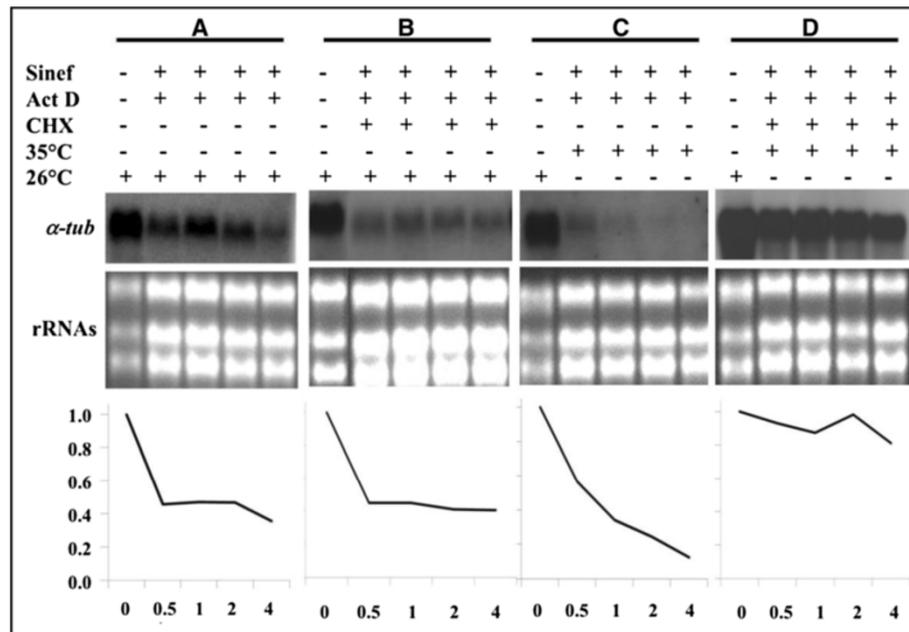 A B C D
Sinef - + + + + - + + + + - + + + + - + + + +
Act D - + + + + - + + + + - + + + + - + + + +
CHX - - - - - - + + + + - - - - - - + + + +
35°C - - - - - - - - - - - + + + + - + + + +
26°C + + + + + + + + + + + - - - - + - - - -
α-tub
rRNAs
1.0
0.8
0.6
0.4
0.2
0.0
0 0.5 1 2 4 0 0.5 1 2 4 0 0.5 1 2 4 0 0.5 1 2 4